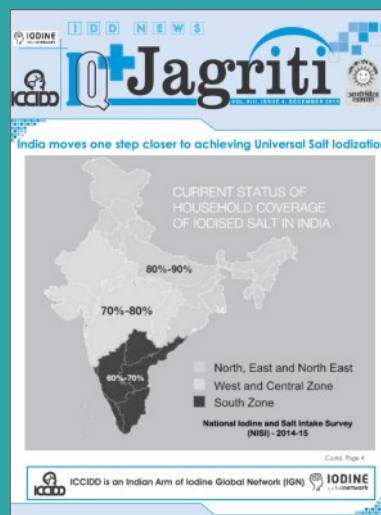 IDD NEWS
IODINE
ICCIDD
IQ+Jagriti
VOL. XIII, ISSUE 4, DECEMBER 2015
India moves one step closer to achieving Universal Salt Iodization
CURRENT STATUS OF
HOUSEHOLD COVERAGE
OF IODISED SALT IN INDIA
80%-90%
70%-80%
60%-70%
North, East and North East
West and Central Zone
South Zone
National Iodine and Salt Intake Survey
(NISI) - 2014-15
Contd. Page 4
ICCIDD
ICCIDD is an Indian Arm of Iodine Global Network (IGN)
IODINE
globalnetwork